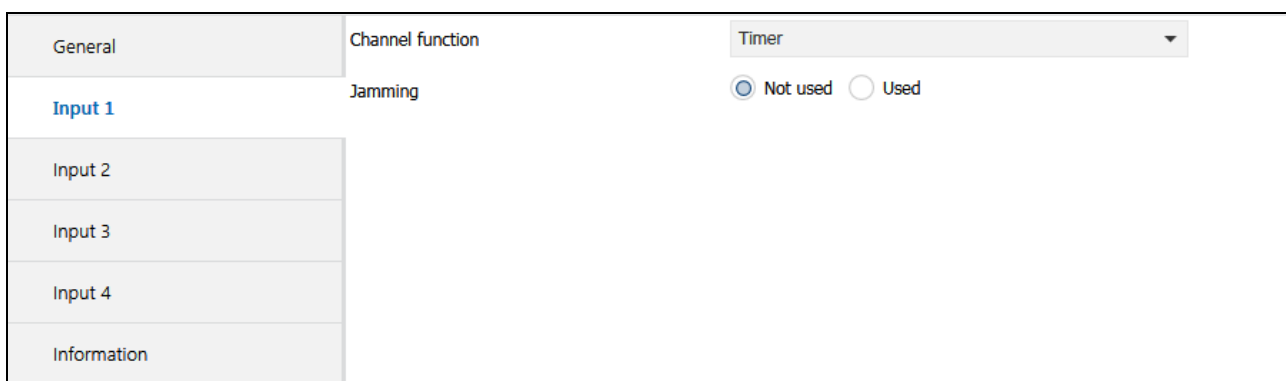 General
Input 1
Input 2
Input 3
Input 4
Information
Channel function Timer
Jamming Not used Used